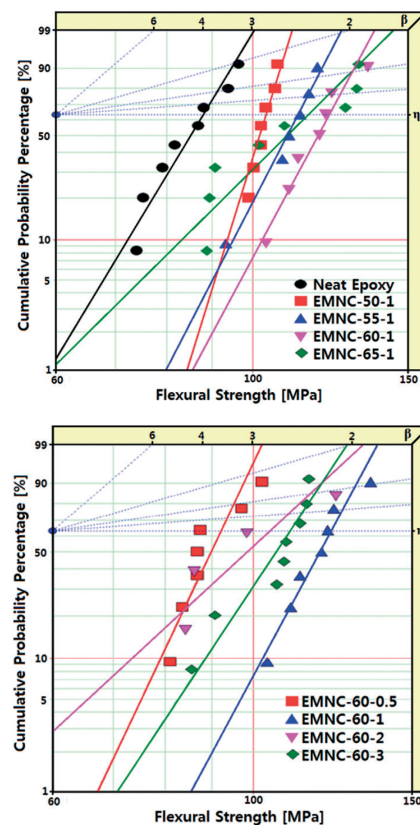 6 4 3 2 β
99
90
50
10
5
1
η
Cumulative Probability Percentage [%]
Neat Epoxy
EMNC-50-1
EMNC-55-1
EMNC-60-1
EMNC-65-1
60 100 150
Flexural Strength [MPa]
6 4 3 2 β
99
90
50
10
5
1
Cumulative Probability Percentage [%]
EMNC-60-0.5
EMNC-60-1
EMNC-60-2
EMNC-60-3
60 100 150
Flexural Strength [MPa]